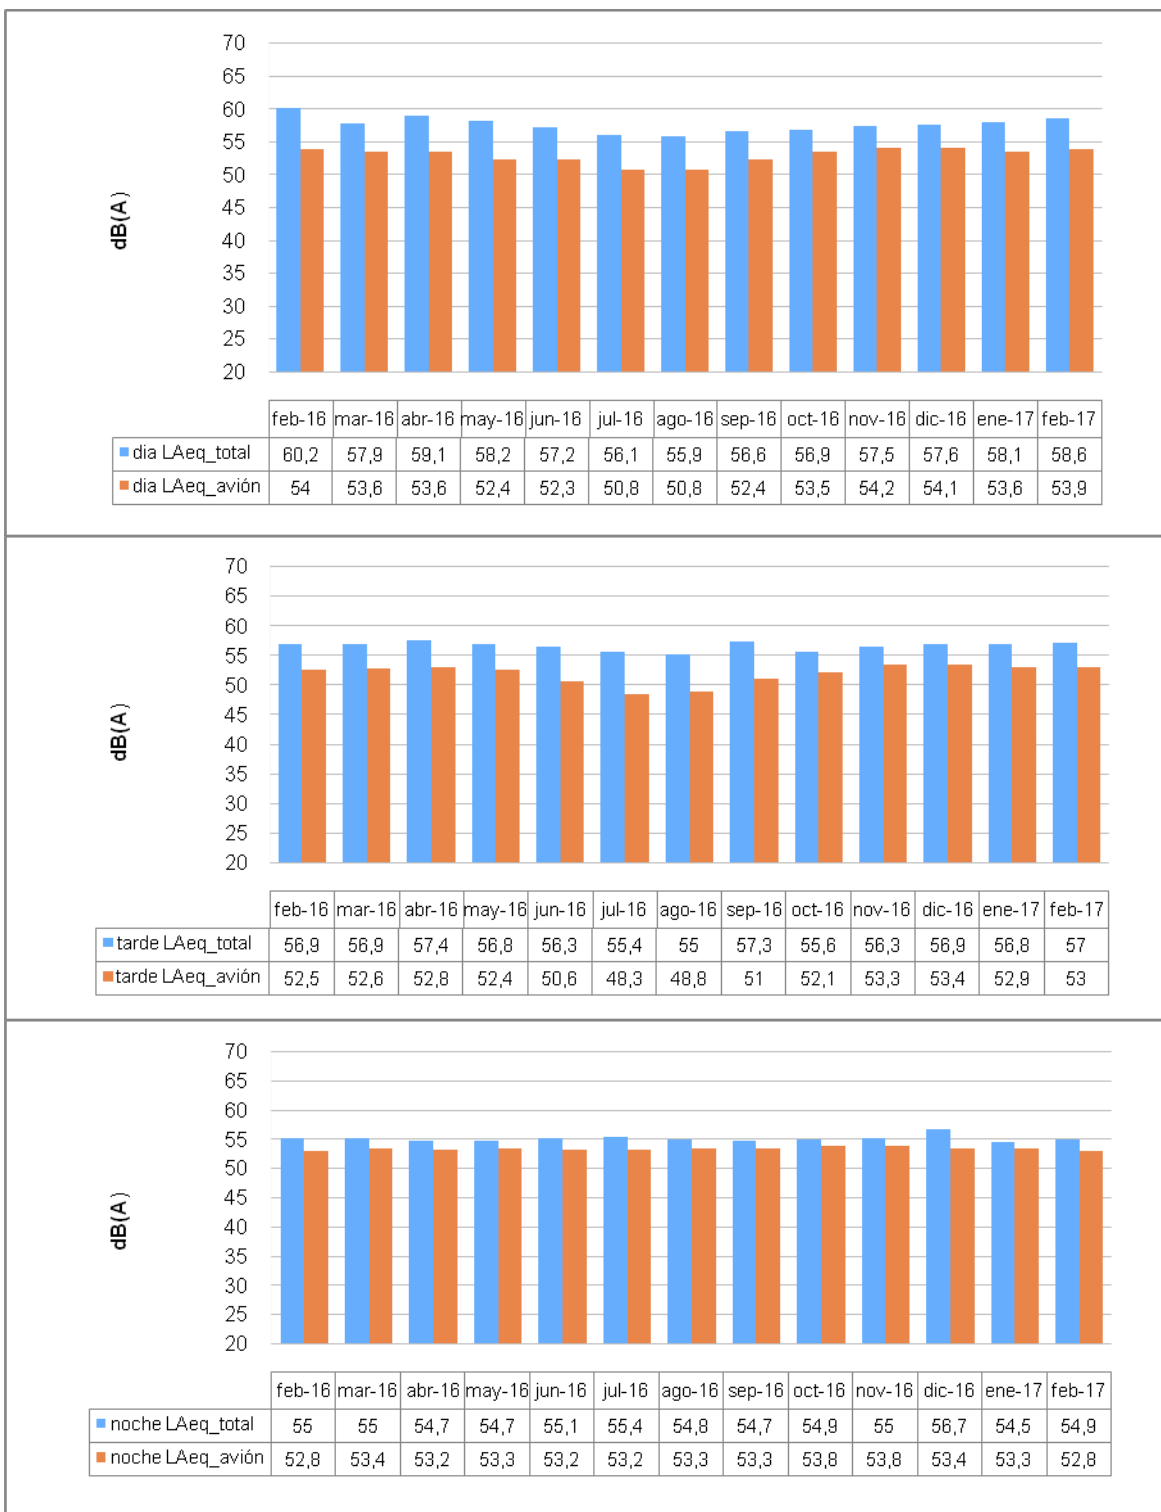 70
65
60
55
50
45
40
35
30
25
20
dB(A)
feb-16 mar-16 abr-16 may-16 jun-16 jul-16 ago-16 sep-16 oct-16 nov-16 dic-16 ene-17 feb-17
dia LAeq_total 60,2 57,9 59,1 58,2 57,2 56,1 55,9 56,6 56,9 57,5 57,6 58,1 58,6
dia LAeq_avión 54 53,6 53,6 52,4 52,3 50,8 50,8 52,4 53,5 54,2 54,1 53,6 53,9
70
65
60
55
50
45
40
35
30
25
20
dB(A)
feb-16 mar-16 abr-16 may-16 jun-16 jul-16 ago-16 sep-16 oct-16 nov-16 dic-16 ene-17 feb-17
tarde LAeq_total 56,9 56,9 57,4 56,8 56,3 55,4 55 57,3 55,6 56,3 56,9 56,8 57
tarde LAeq_avión 52,5 52,6 52,8 52,4 50,6 48,3 48,8 51 52,1 53,3 53,4 52,9 53
70
65
60
55
50
45
40
35
30
25
20
dB(A)
feb-16 mar-16 abr-16 may-16 jun-16 jul-16 ago-16 sep-16 oct-16 nov-16 dic-16 ene-17 feb-17
noche LAeq_total 55 55 54,7 54,7 55,1 55,4 54,8 54,7 54,9 55 56,7 54,5 54,9
noche LAeq_avión 52,8 53,4 53,2 53,3 53,2 53,2 53,3 53,3 53,8 53,8 53,4 53,3 52,8